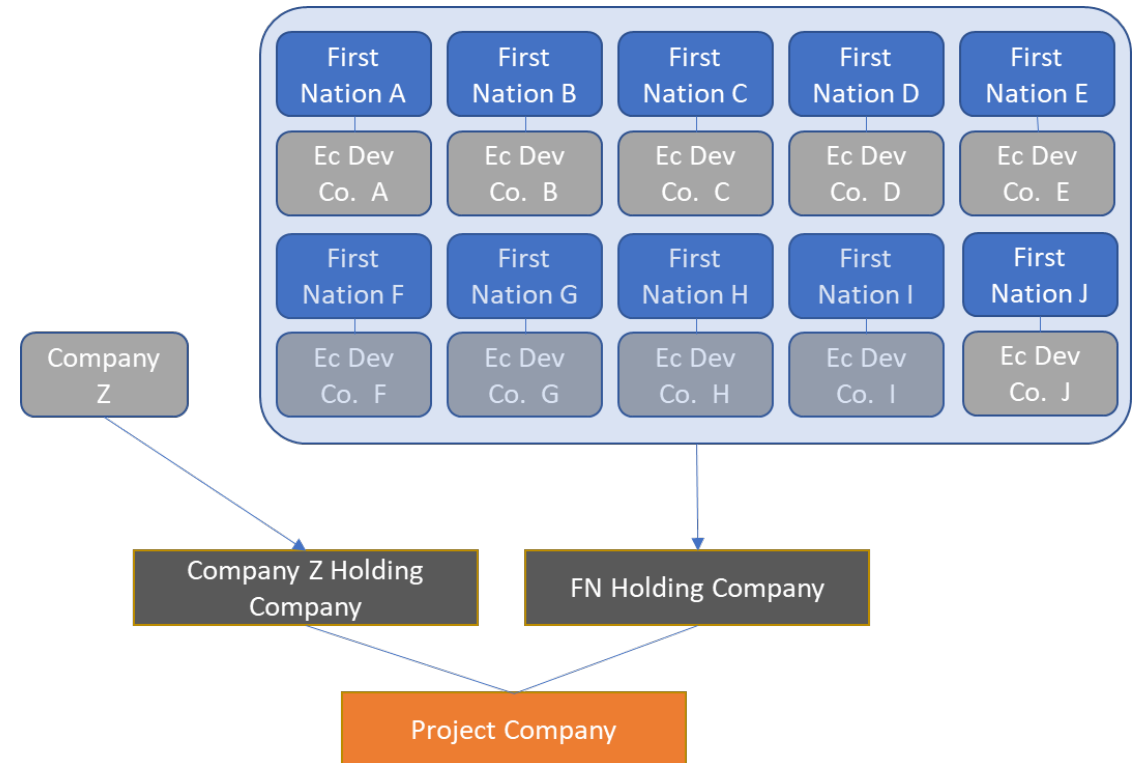 First
Nation A
First
Nation B
First
Nation C
First
Nation D
First
Nation E
Ec Dev
Co.  A
Ec Dev
Co.  B
Ec Dev
Co.  C
Ec Dev
Co.  D
Ec Dev
Co.  E
First
Nation F
First
Nation G
First
Nation H
First
Nation I
First
Nation J
Ec Dev
Co.  F
Ec Dev
Co.  G
Ec Dev
Co.  H
Ec Dev
Co.  I
Ec Dev
Co.  J
Company
Z
Company Z Holding
Company
FN Holding Company
Project Company